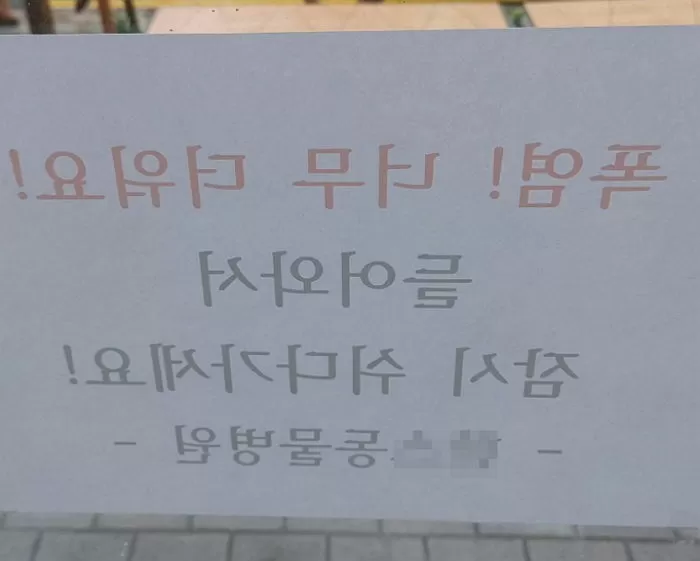 폭염! 너무 더워요!
들어와서
잠시 쉬다가세요!
- 동물병원 -